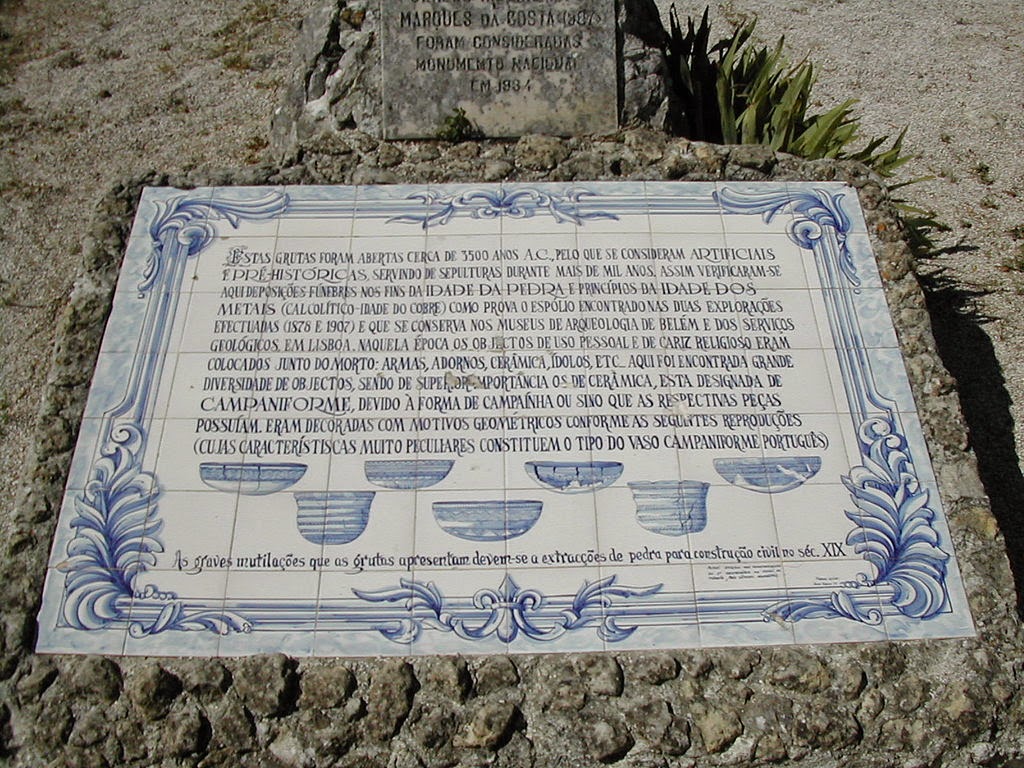 MARQUES DA COSTA (1907)
FORAM CONSIDERADAS
MONUMENTO NACIONAL
EM 1934
ESTAS GRUTAS FORAM ABERTAS CERCA DE 3500 ANOS A.C., PELO QUE SE CONSIDERAM ARTIFICIAIS
E PRÉ-HISTÓRICAS, SERVINDO DE SEPULTURAS DURANTE MAIS DE MIL ANOS. ASSIM VERIFICARAM-SE
AQUI DEPOSIÇÕES FÚNEBRES NOS FINS DA IDADE DA PEDRA E PRINCÍPIOS DA IDADE DOS
METAIS (CALCOLÍTICO-IDADE DO COBRE) COMO PROVA O ESPÓLIO ENCONTRADO NAS DUAS EXPLORAÇÕES
EFECTUADAS (1876 E 1907) E QUE SE CONSERVA NOS MUSEUS DE ARQUEOLOGIA DE BELÉM E DOS SERVIÇOS
GEOLÓGICOS, EM LISBOA. NAQUELA ÉPOCA OS OBJECTOS DE USO PESSOAL E DE CARIZ RELIGIOSO ERAM
COLOCADOS JUNTO DO MORTO: ARMAS, ADORNOS, CERÂMICA, ÍDOLOS, ETC.. AQUI FOI ENCONTRADA GRANDE
DIVERSIDADE DE OBJECTOS, SENDO DE SUPERIOR IMPORTÂNCIA OS DE CERÂMICA, ESTA DESIGNADA DE
CAMPANIFORME, DEVIDO À FORMA DE CAMPAÍNHA OU SINO QUE AS RESPECTIVAS PEÇAS
POSSUÍAM. ERAM DECORADAS COM MOTIVOS GEOMÉTRICOS CONFORME AS SEGUINTES REPRODUÇÕES
(CUJAS CARACTERÍSTISCAS MUITO PECULIARES CONSTITUEM O TIPO DO VASO CAMPANIFORME PORTUGUÊS)
As graves mutilações que as grutas apresentam devem-se a extracções de pedra para construção civil no séc. XIX